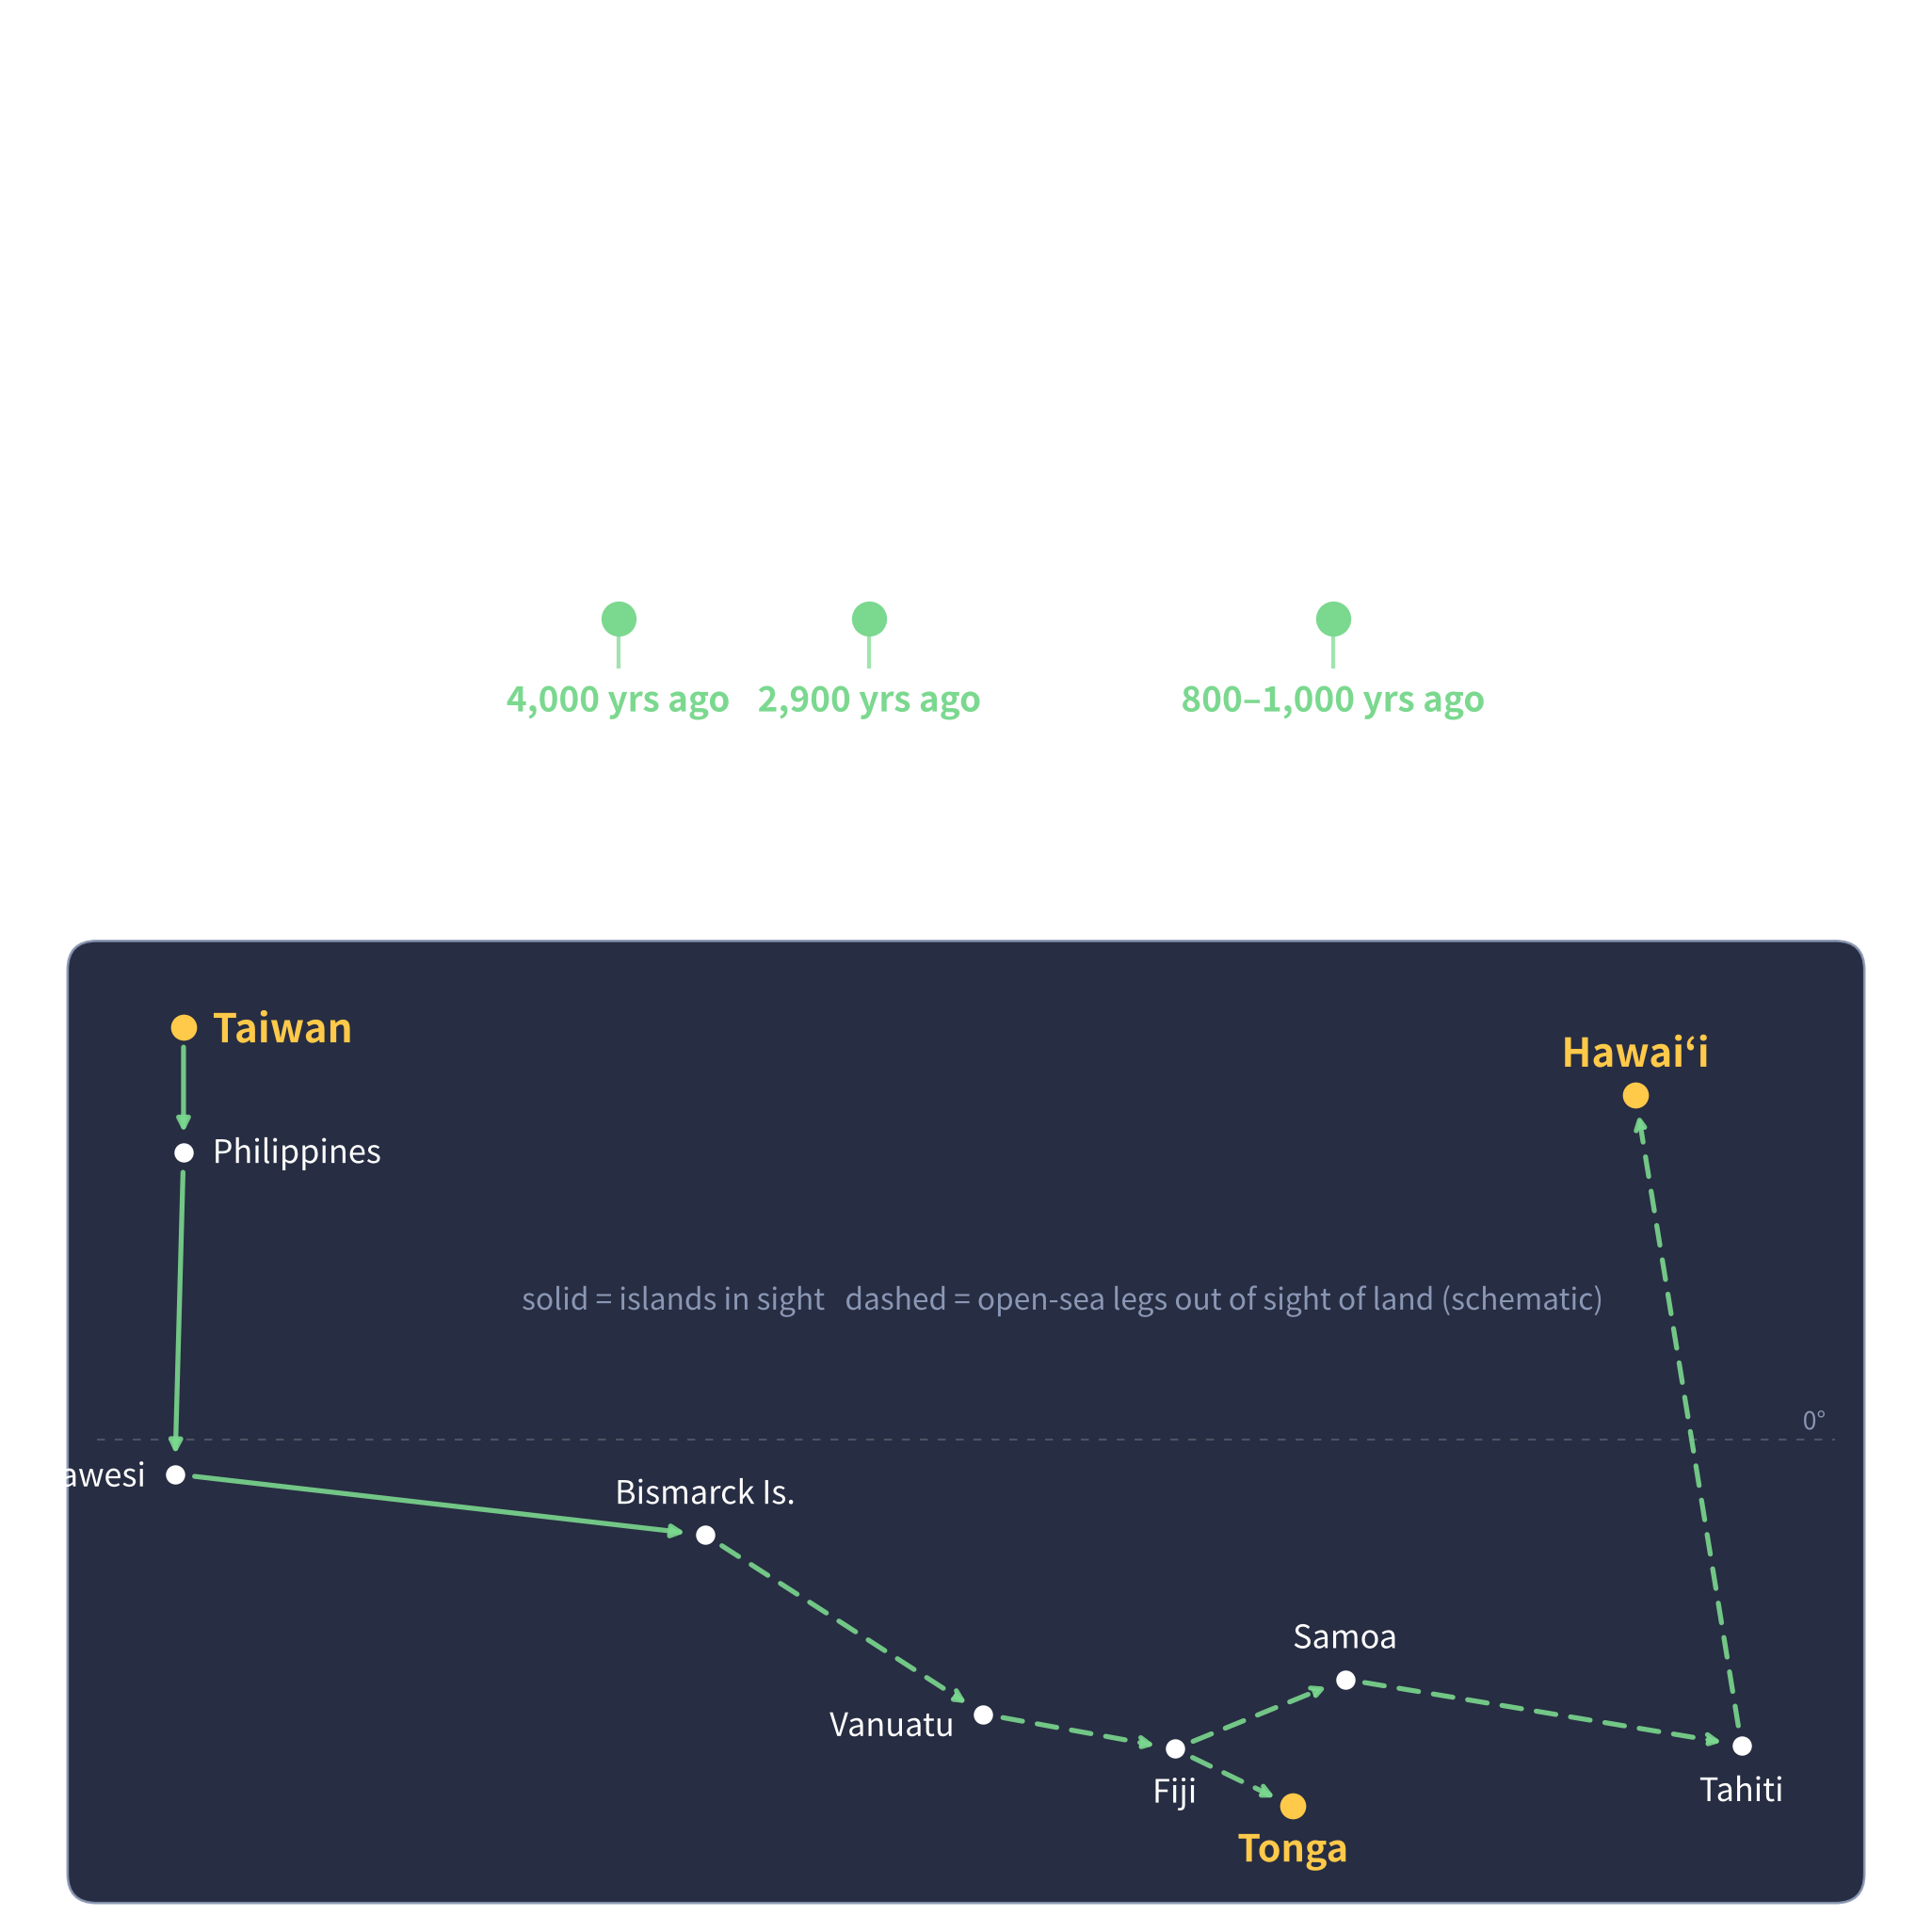 4,000 yrs ago 2,900 yrs ago 800–1,000 yrs ago
Taiwan
Hawaiʻi
Philippines
solid = islands in sight dashed = open-sea legs out of sight of land (schematic)
0°
awesi
Bismarck Is.
Samoa
Vanuatu
Fiji
Tahiti
Tonga